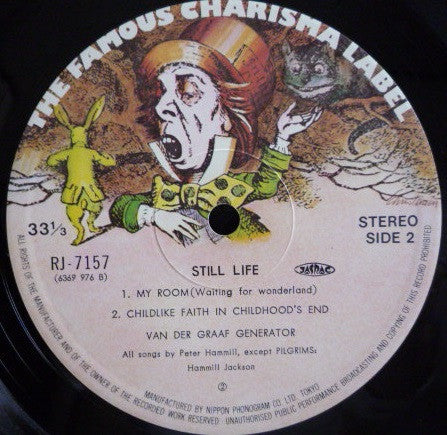 THE FAMOUS CHARISMA LABEL
33⅓
STEREO
SIDE 2
RJ-7157
(6369 976 B)
STILL LIFE
JASRAC
1. MY ROOM(Waiting for wonderland)
2. CHILDLIKE FAITH IN CHILDHOOD'S END
VAN DER GRAAF GENERATOR
All songs by Peter Hammill, except PILGRIMS:
Hammill Jackson
MANUFACTURED BY NIPPON PHONOGRAM CO LTD. TOKYO
ALL RIGHTS OF THE MANUFACTURER AND OF THE OWNER OF THE RECORDED WORK RESERVED UNAUTHORISED PUBLIC PERFORMANCE BROADCASTING AND COPYING OF THIS RECORD PROHIBITED